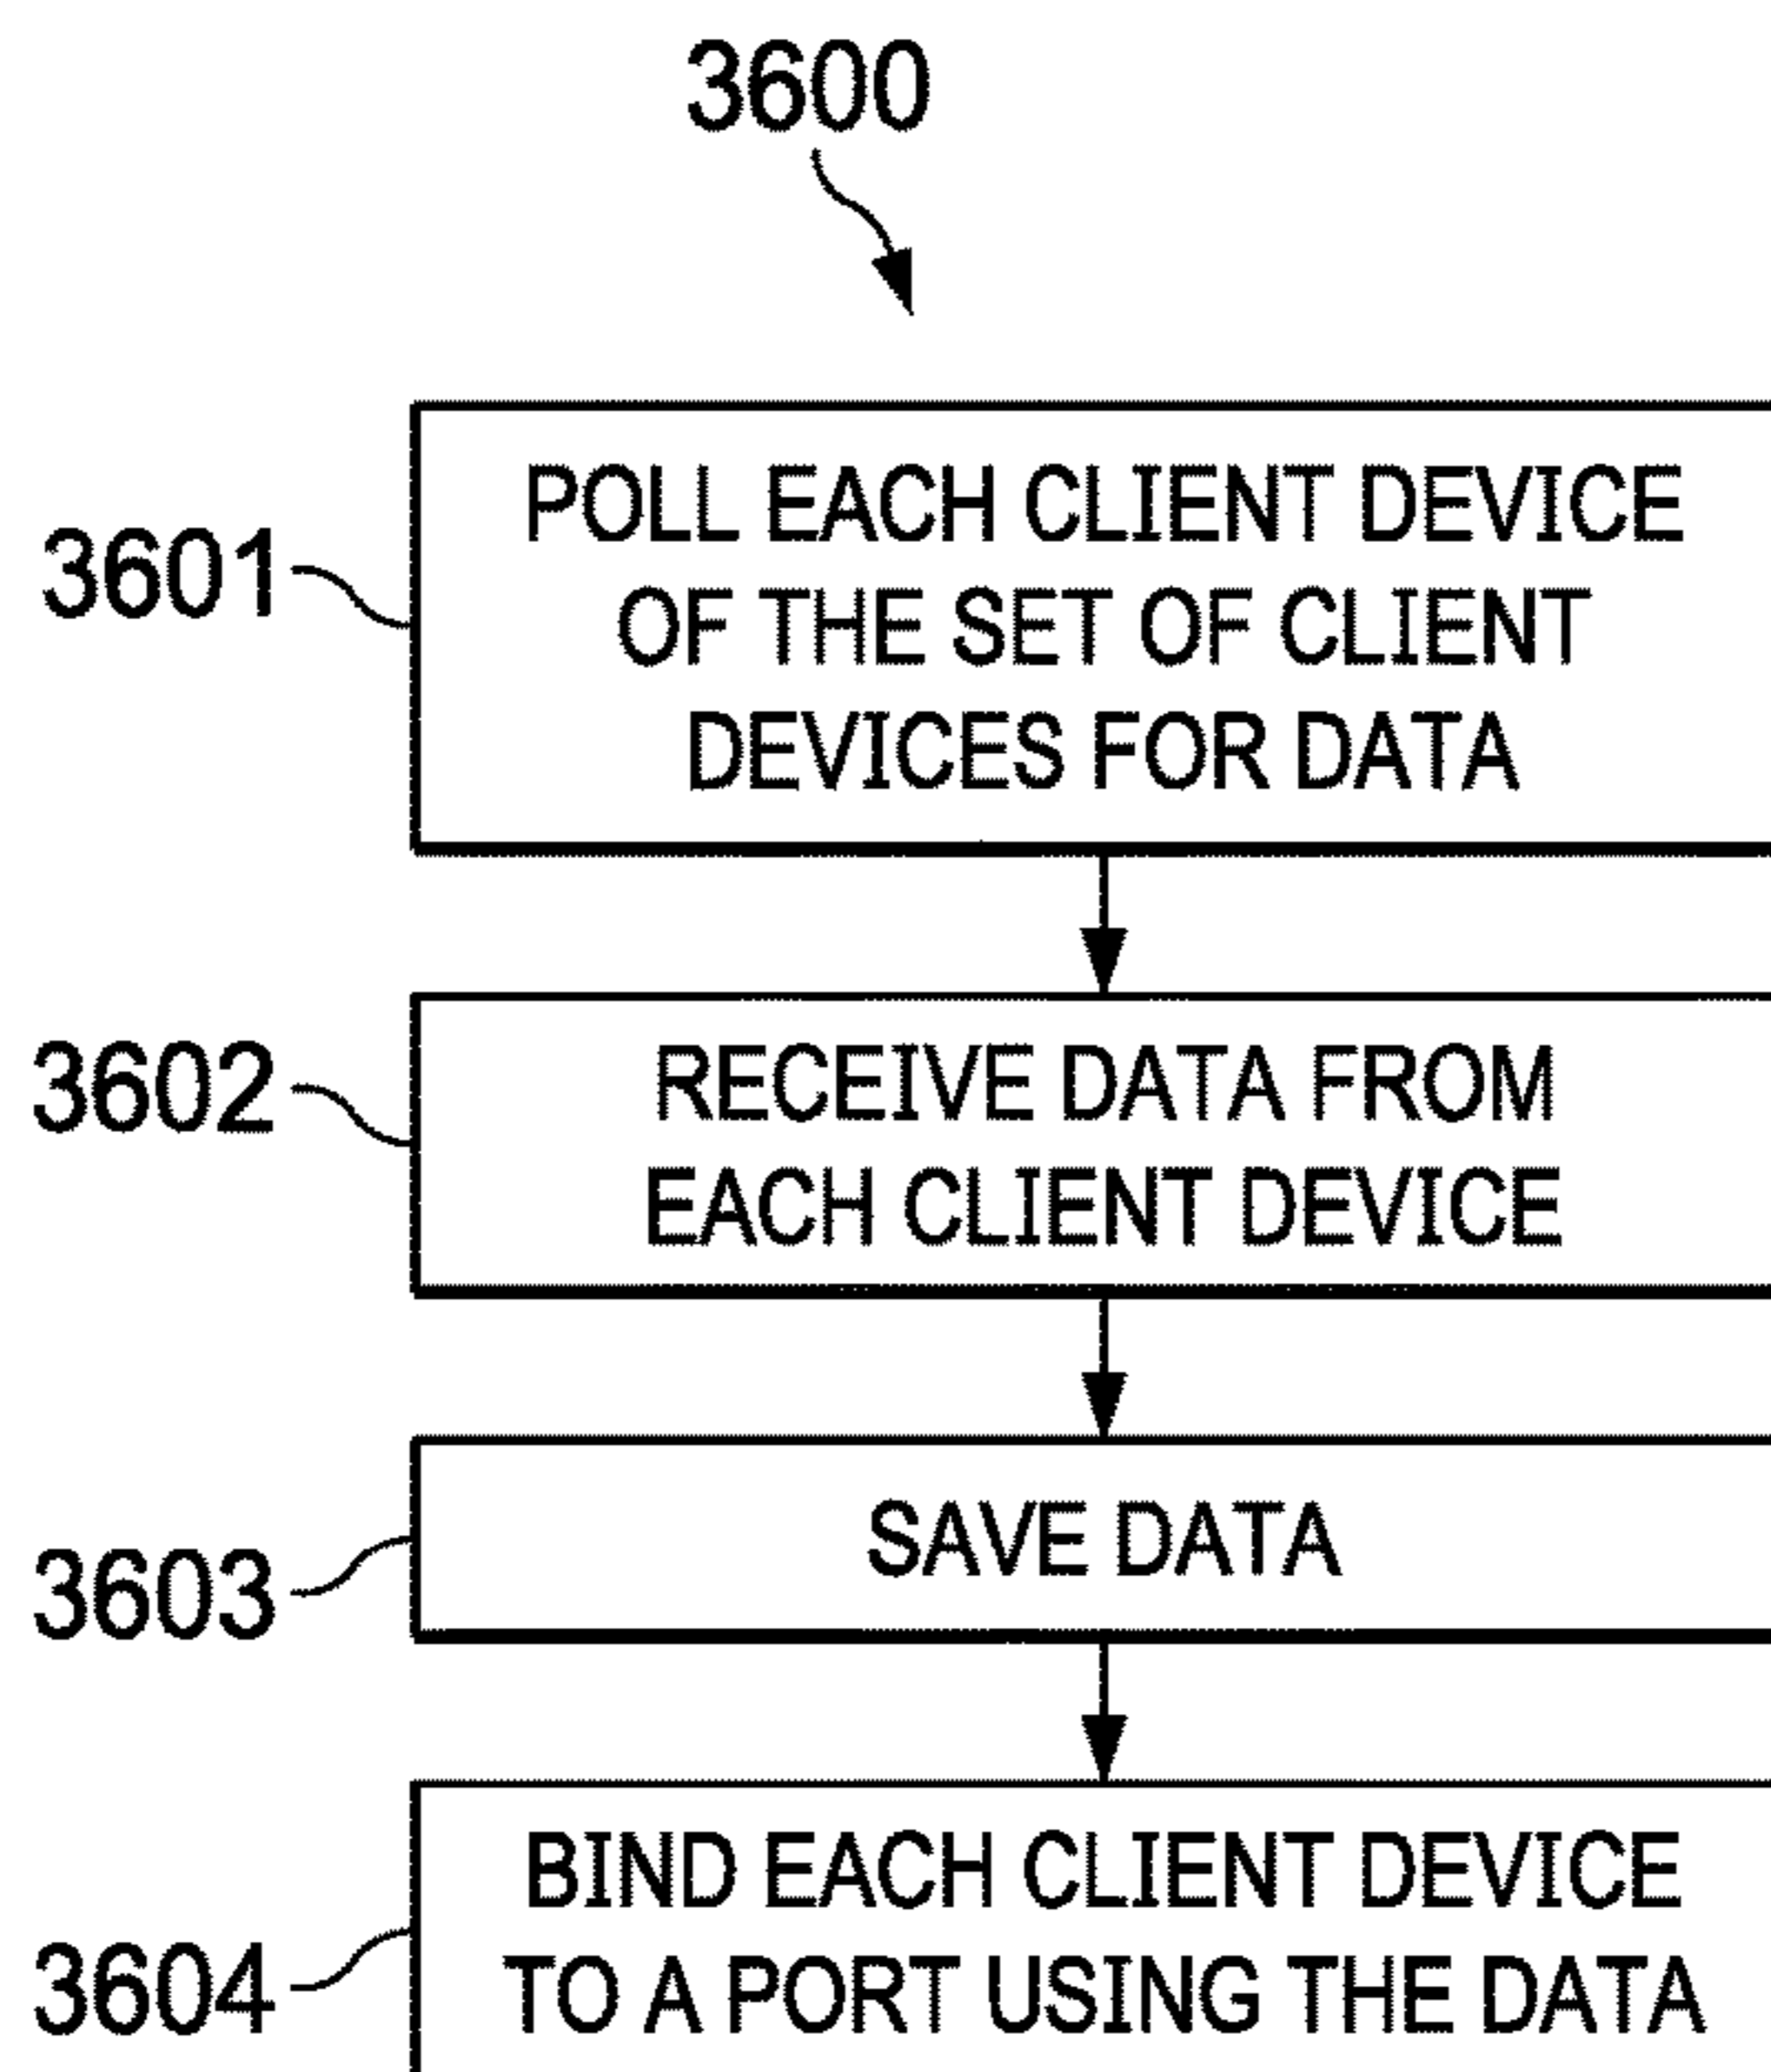 3600
3601
POLL EACH CLIENT DEVICE
OF THE SET OF CLIENT
DEVICES FOR DATA
3602
RECEIVE DATA FROM
EACH CLIENT DEVICE
3603
SAVE DATA
3604
BIND EACH CLIENT DEVICE
TO A PORT USING THE DATA